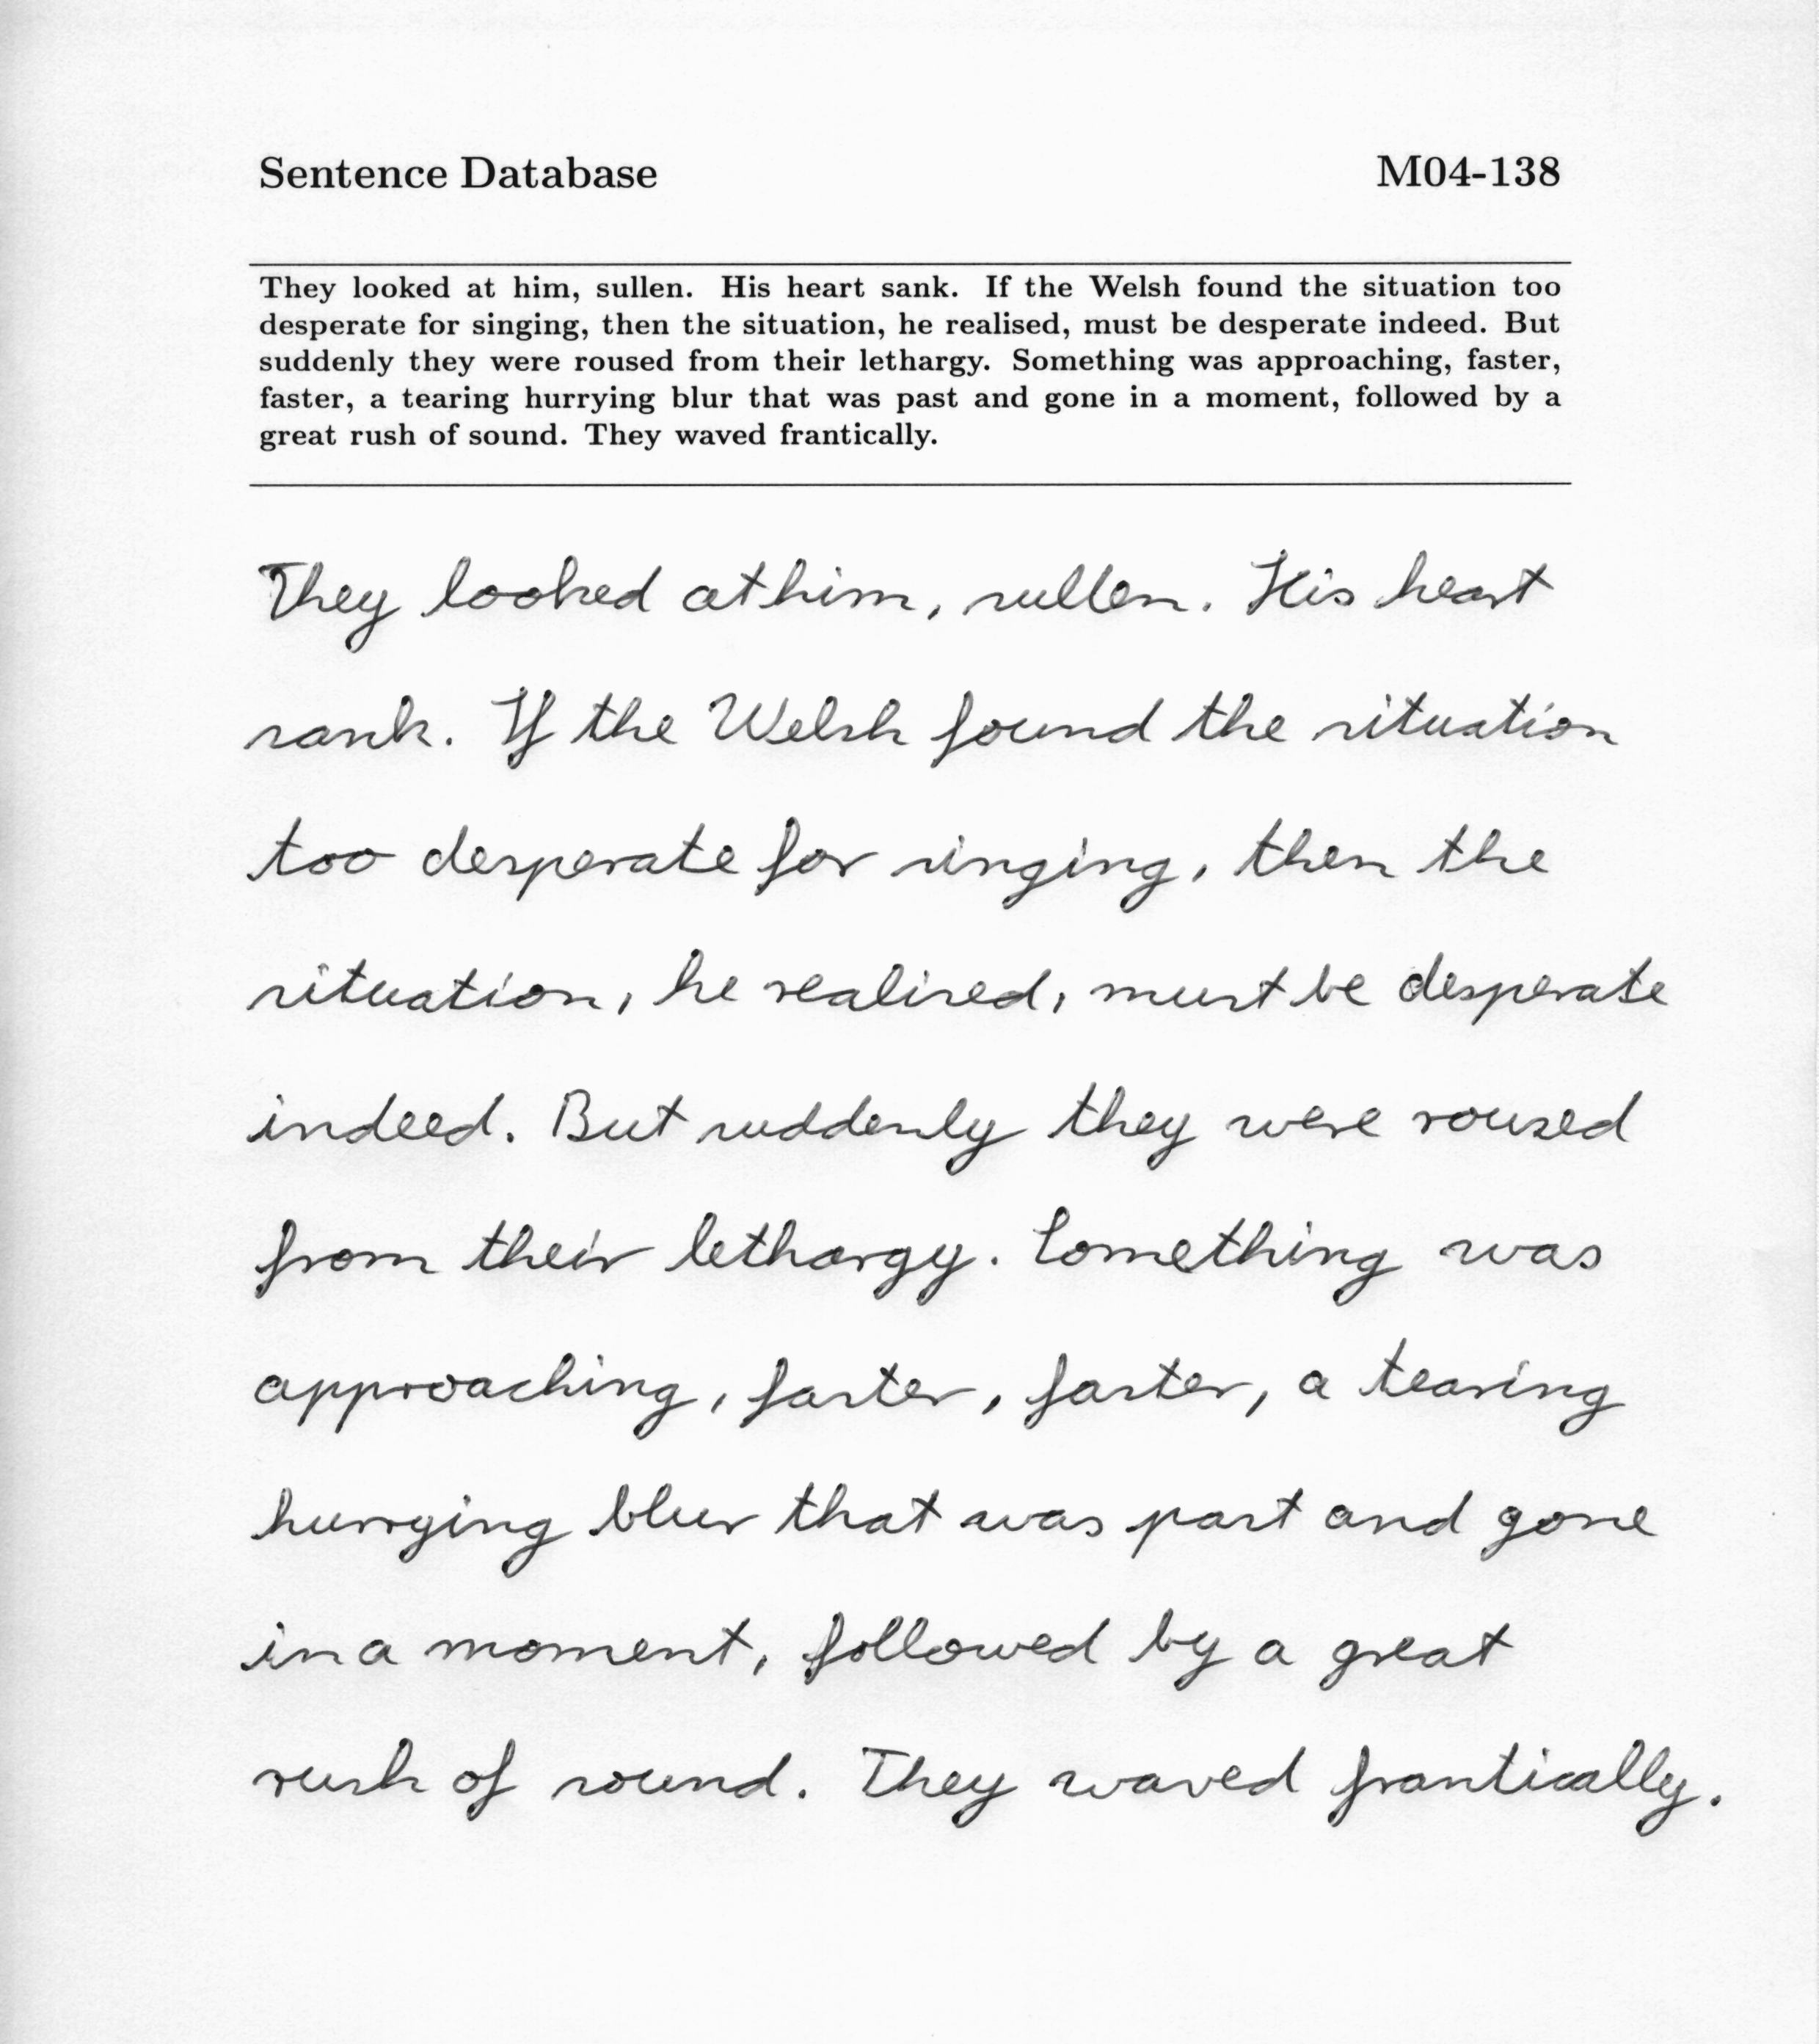 Sentence Database M04-138
They looked at him, sullen. His heart sank. If the Welsh found the situation too
desperate for singing, then the situation, he realised, must be desperate indeed. But
suddenly they were roused from their lethargy. Something was approaching, faster,
faster, a tearing hurrying blur that was past and gone in a moment, followed by a
great rush of sound. They waved frantically.
They looked at him, sullen. His heart
sank. If the Welsh found the situation
too desperate for singing, then the
situation, he realised, must be desperate
indeed. But suddenly they were roused
from their lethargy. Something was
approaching, faster, faster, a tearing
hurrying blur that was past and gone
in a moment, followed by a great
rush of sound. They waved frantically.